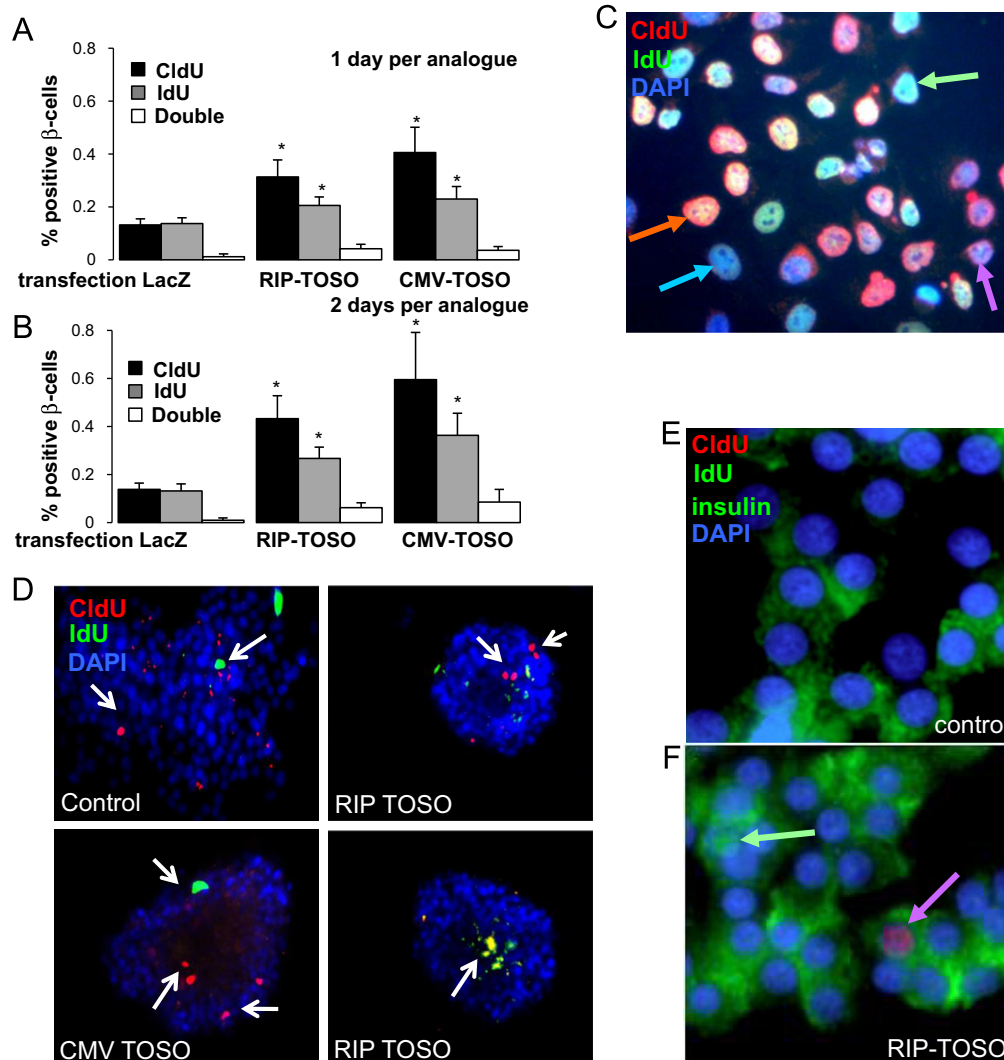 A
0.8
0.6
0.4
0.2
0
% positive β-cells
CldU
IdU
Double
1 day per analogue
*
*
*
*
transfection LacZ
RIP-TOSO
CMV-TOSO
B
0.8
0.6
0.4
0.2
0
% positive β-cells
CldU
IdU
Double
2 days per analogue
*
*
*
*
transfection LacZ
RIP-TOSO
CMV-TOSO
C
CldU
IdU
DAPI
D
CldU
IdU
DAPI
Control
RIP TOSO
CMV TOSO
RIP TOSO
E
CldU
IdU
insulin
DAPI
control
F
RIP-TOSO